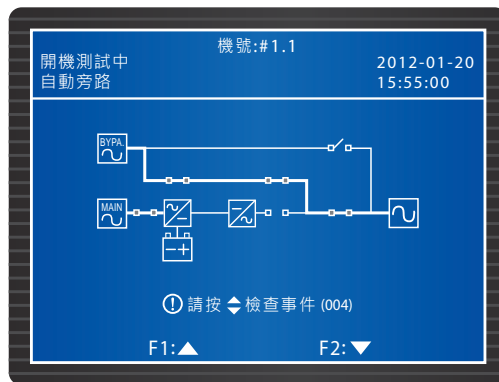 機號:#1.1
開機測試中
自動旁路
2012-01-20
15:55:00
BYPA.
MAIN
請按 檢查事件 (004)
F1:
F2: